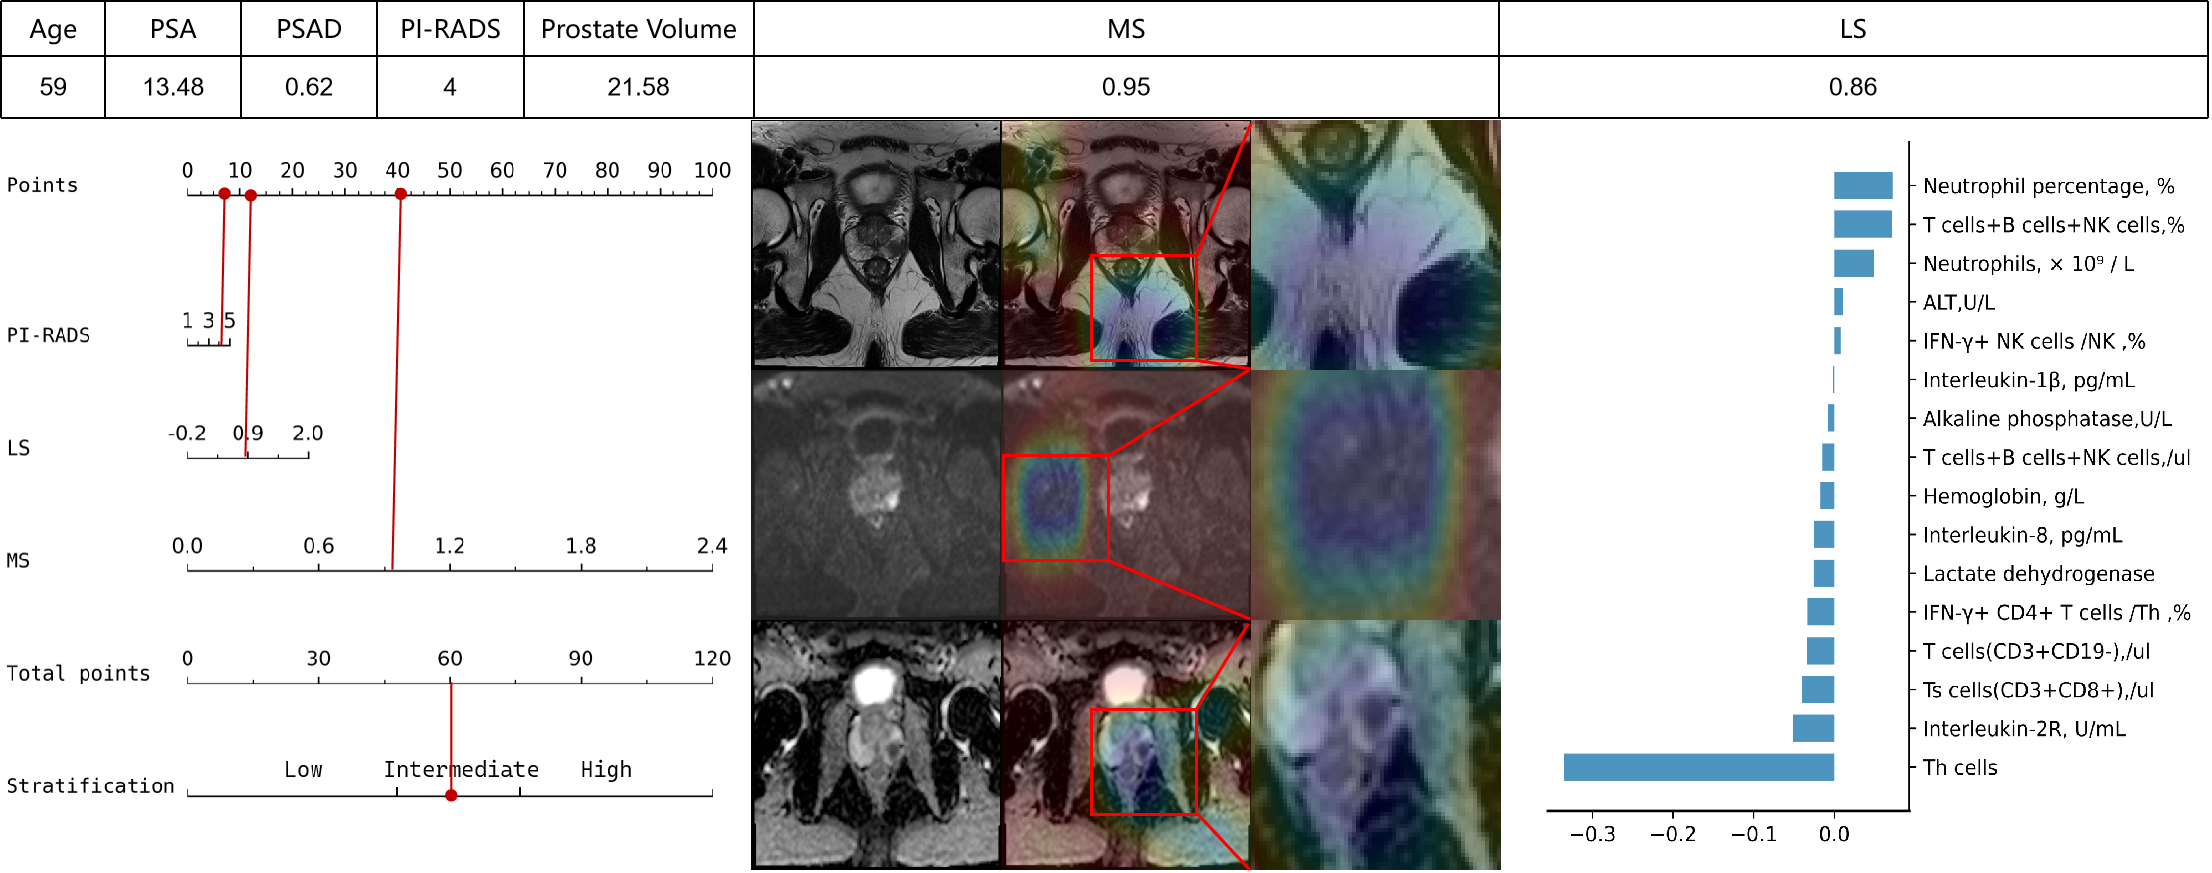 Age PSA PSAD PI-RADS Prostate Volume MS LS
59 13.48 0.62 4 21.58 0.95 0.86
Points
0 10 20 30 40 50 60 70 80 90 100
PI-RADS
1 3 5
LS
-0.2 0.9 2.0
MS
0.0 0.6 1.2 1.8 2.4
Total points
0 30 60 90 120
Stratification
Low Intermediate High
Neutrophil percentage, %
T cells+B cells+NK cells,%
Neutrophils, × 10⁹ / L
ALT,U/L
IFN-γ+ NK cells /NK ,%
Interleukin-1β, pg/mL
Alkaline phosphatase,U/L
T cells+B cells+NK cells,/ul
Hemoglobin, g/L
Interleukin-8, pg/mL
Lactate dehydrogenase
IFN-γ+ CD4+ T cells /Th ,%
T cells(CD3+CD19-),/ul
Ts cells(CD3+CD8+),/ul
Interleukin-2R, U/mL
Th cells
−0.3 −0.2 −0.1 0.0